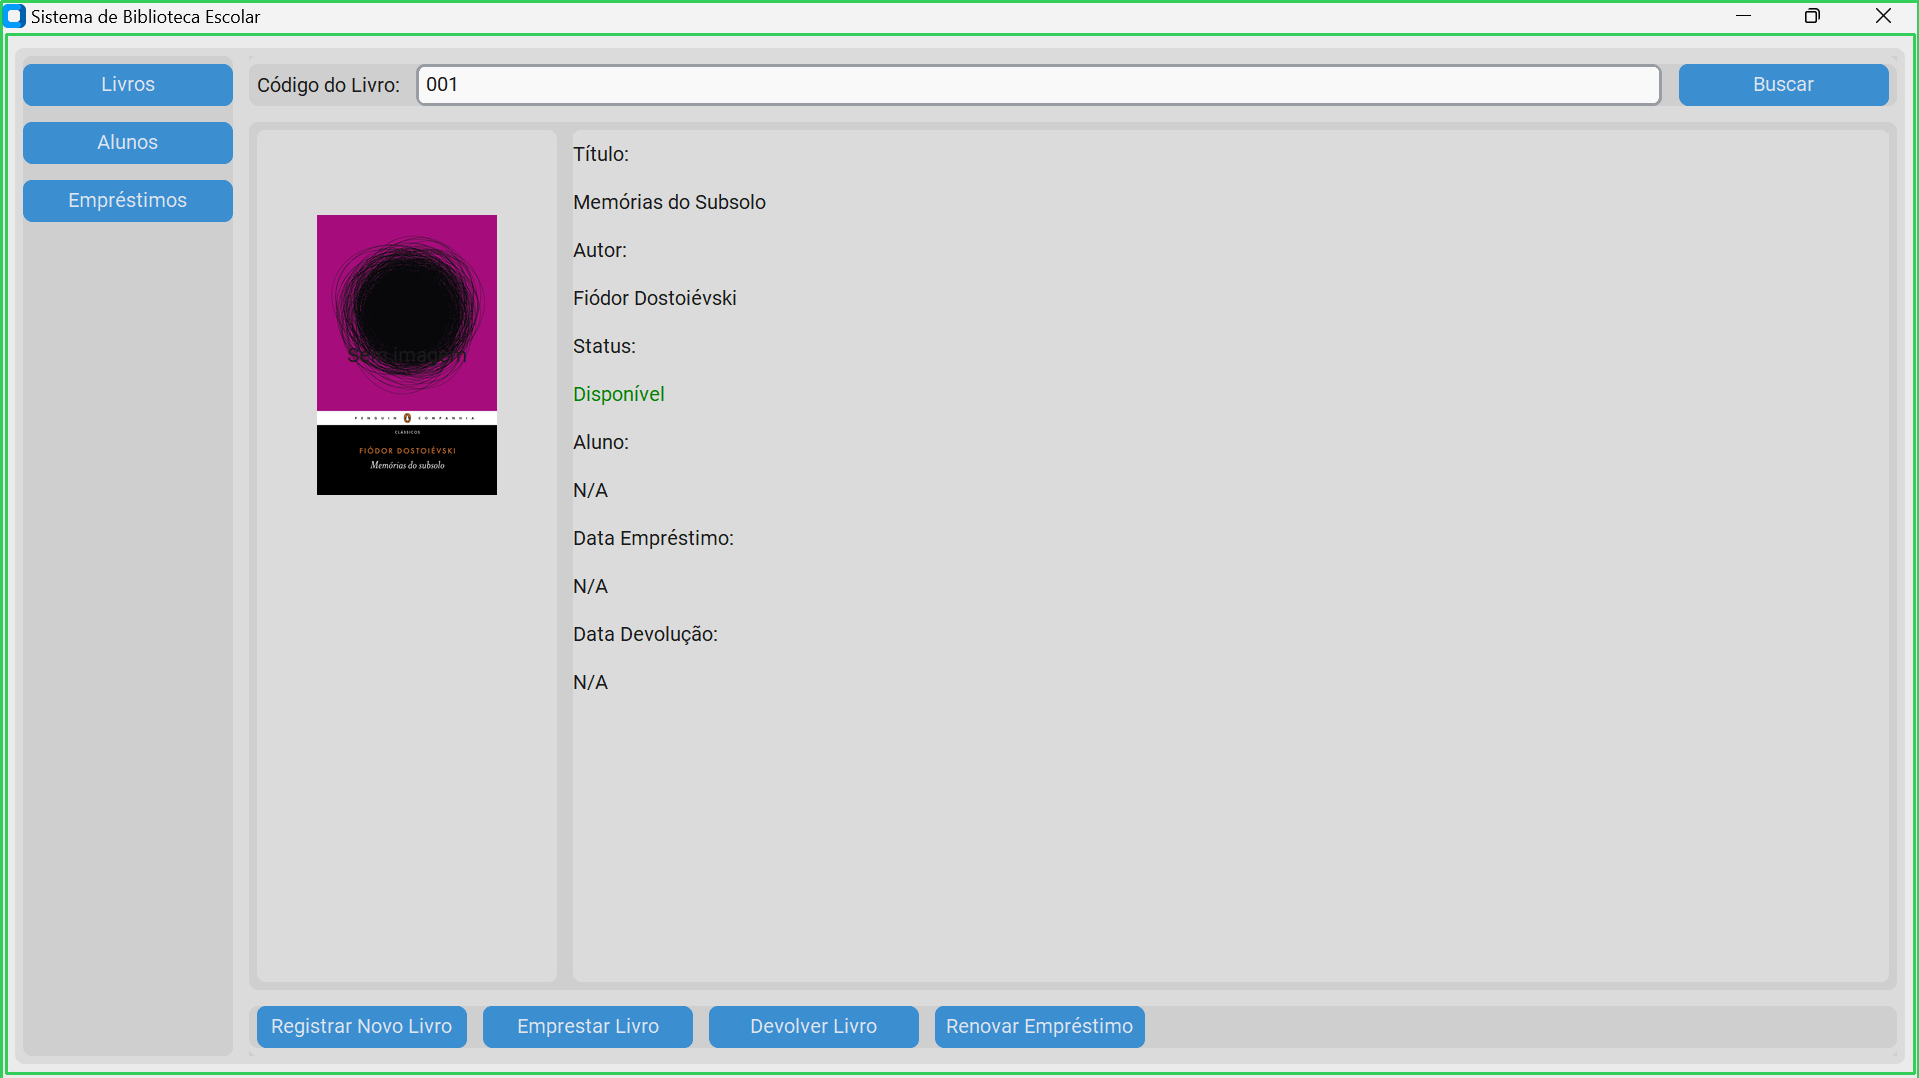 Sistema de Biblioteca Escolar
Livros
Alunos
Empréstimos
Código do Livro: 001 Buscar
Sem imagem
PENGUIN COMPANHIA
CLÁSSICOS
FIÓDOR DOSTOIÉVSKI
Memórias do subsolo
Título:
Memórias do Subsolo
Autor:
Fiódor Dostoiévski
Status:
Disponível
Aluno:
N/A
Data Empréstimo:
N/A
Data Devolução:
N/A
Registrar Novo Livro Emprestar Livro Devolver Livro Renovar Empréstimo